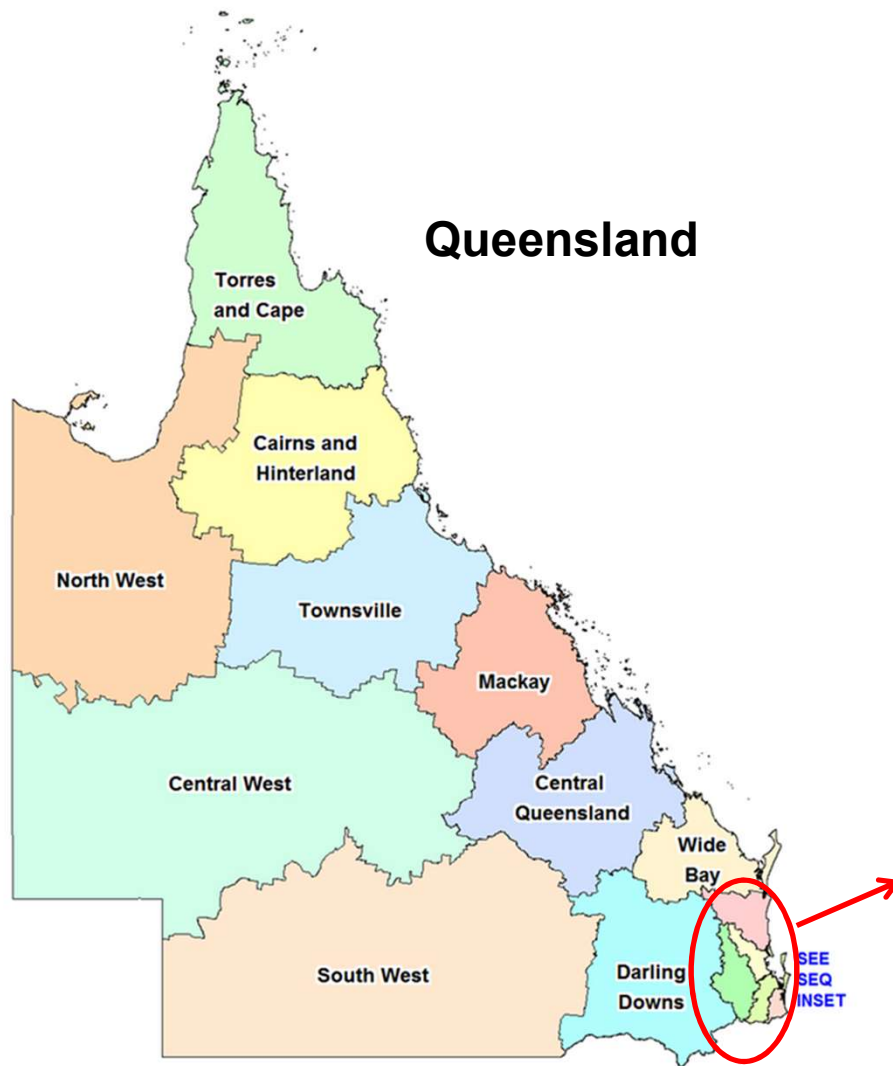 Queensland
Torres
and Cape
Cairns and
Hinterland
North West
Townsville
Mackay
Central West
Central
Queensland
Wide
Bay
South West
Darling
Downs
SEE
SEQ
INSET